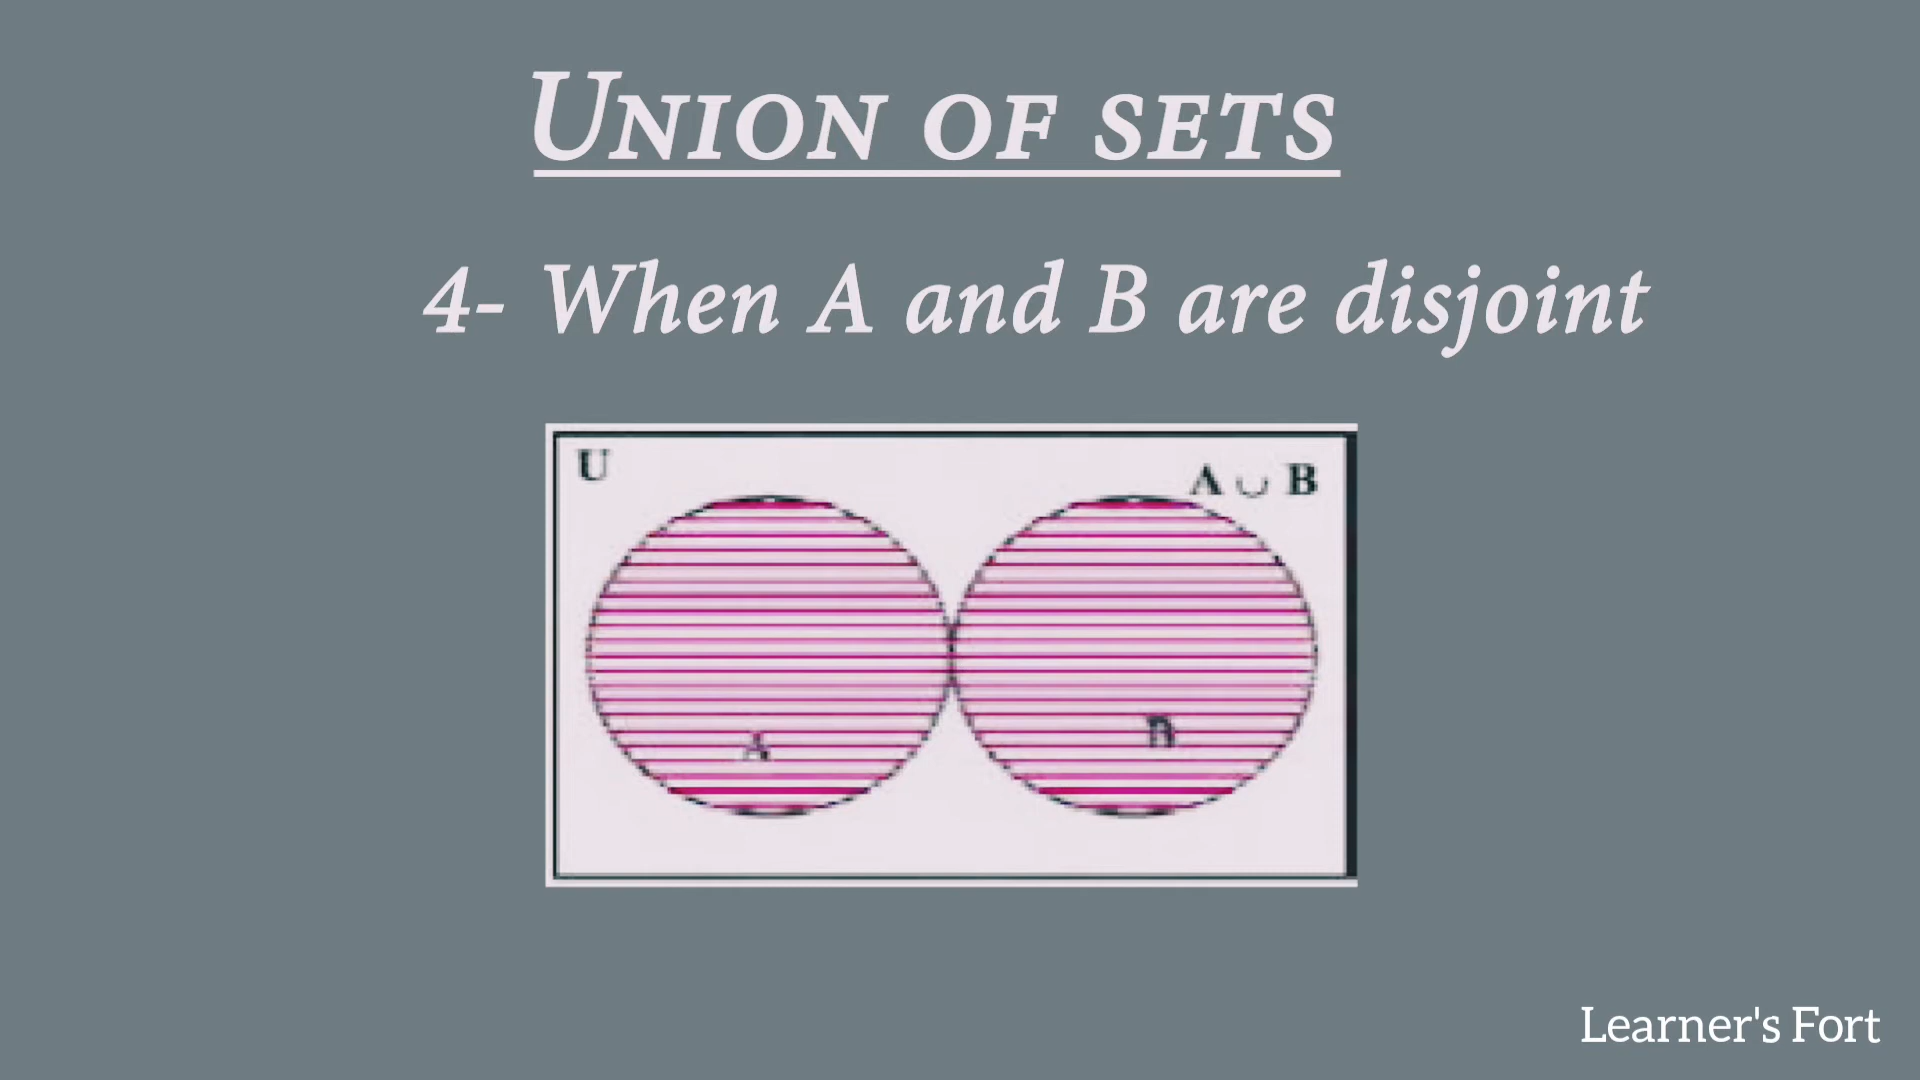 Union of sets
4- When A and B are disjoint
U
A ∪ B
A
B
Learner's Fort